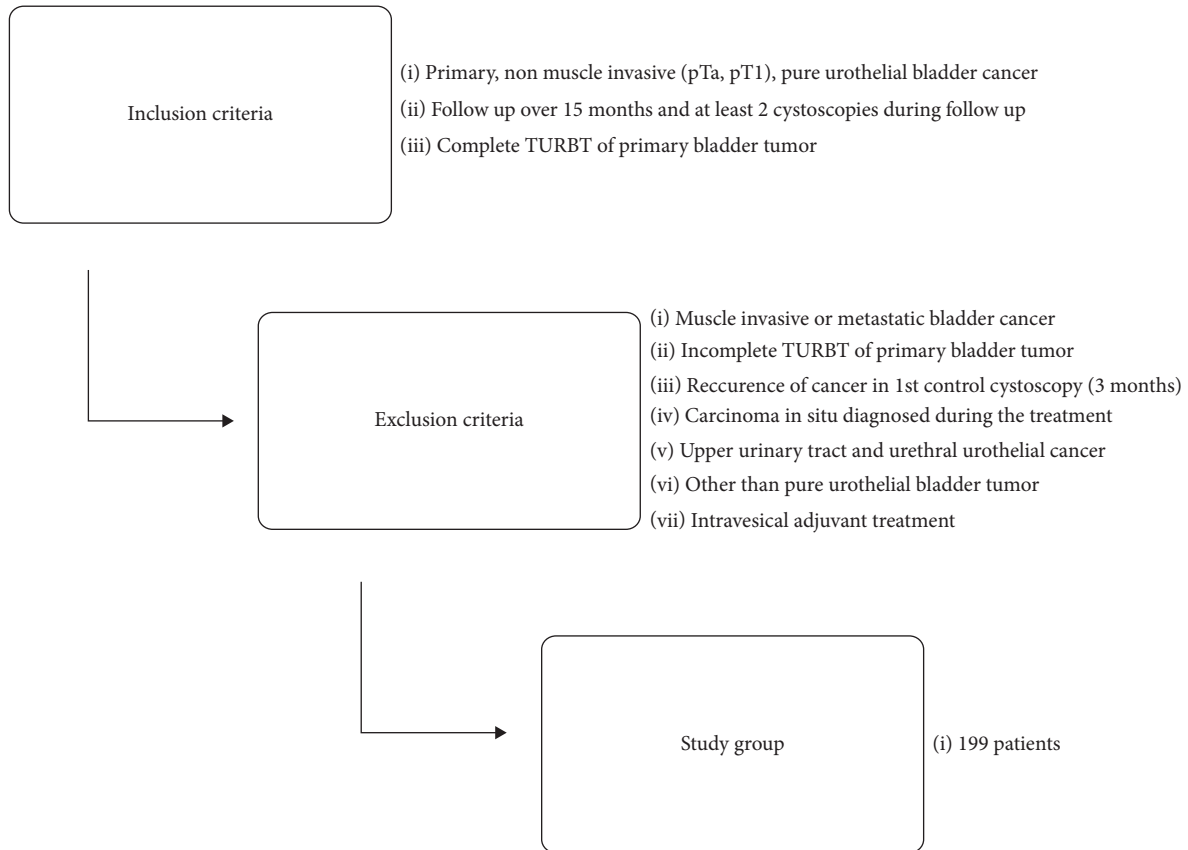 Inclusion criteria
(i) Primary, non muscle invasive (pTa, pT1), pure urothelial bladder cancer
(ii) Follow up over 15 months and at least 2 cystoscopies during follow up
(iii) Complete TURBT of primary bladder tumor
Exclusion criteria
(i) Muscle invasive or metastatic bladder cancer
(ii) Incomplete TURBT of primary bladder tumor
(iii) Reccurence of cancer in 1st control cystoscopy (3 months)
(iv) Carcinoma in situ diagnosed during the treatment
(v) Upper urinary tract and urethral urothelial cancer
(vi) Other than pure urothelial bladder tumor
(vii) Intravesical adjuvant treatment
Study group
(i) 199 patients